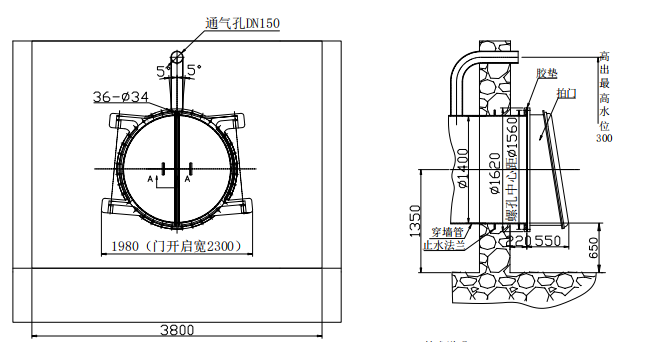 通气孔DN150
5°
5°
36-Ø34
A
A
1980（门开启宽2300）
3800
胶垫
拍门
高出最高水位300
Ø1400
Ø1620
螺孔中心距Ø1560
1350
穿墙管
止水法兰
220
550
650